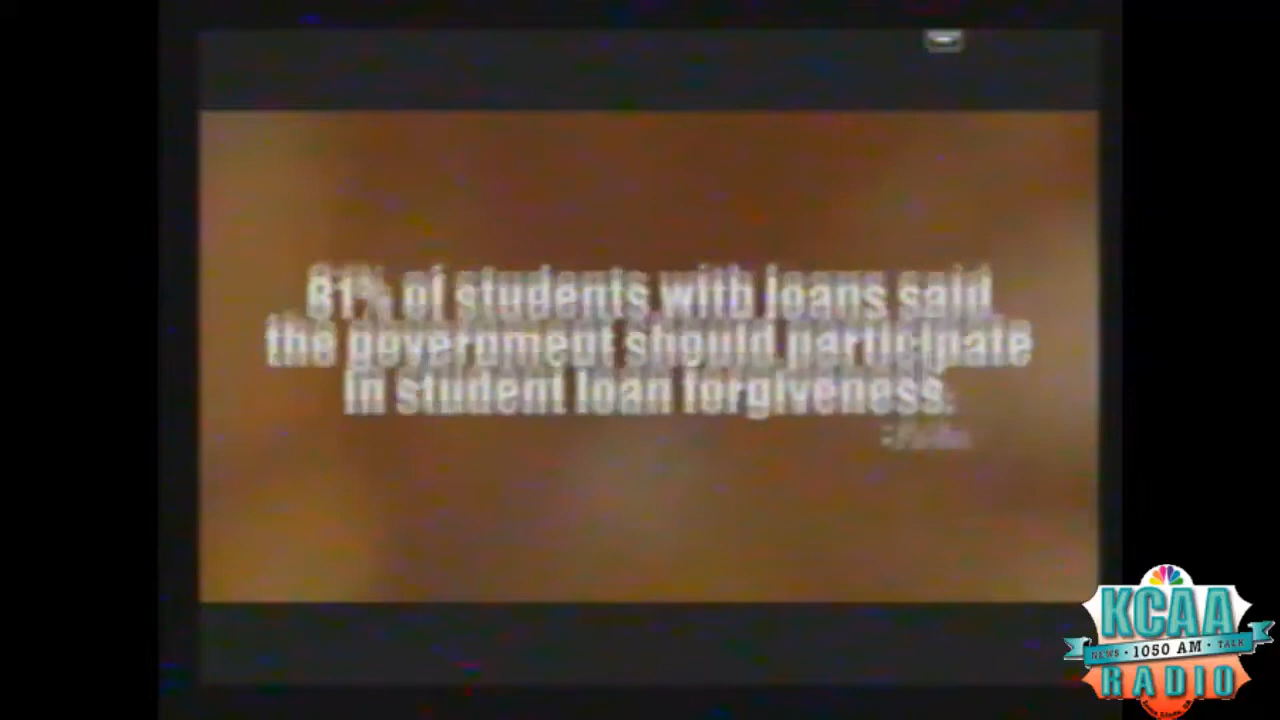 81% of students with loans said
the government should participate
in student loan forgiveness.
KCAA
NEWS · 1050 AM · TALK
RADIO